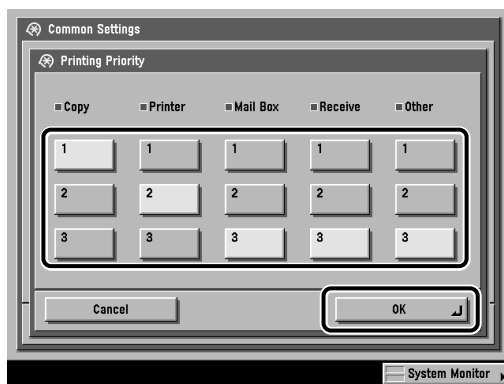 Common Settings
Printing Priority
Copy Printer Mail Box Receive Other
1 1 1 1 1
2 2 2 2 2
3 3 3 3 3
Cancel OK
System Monitor